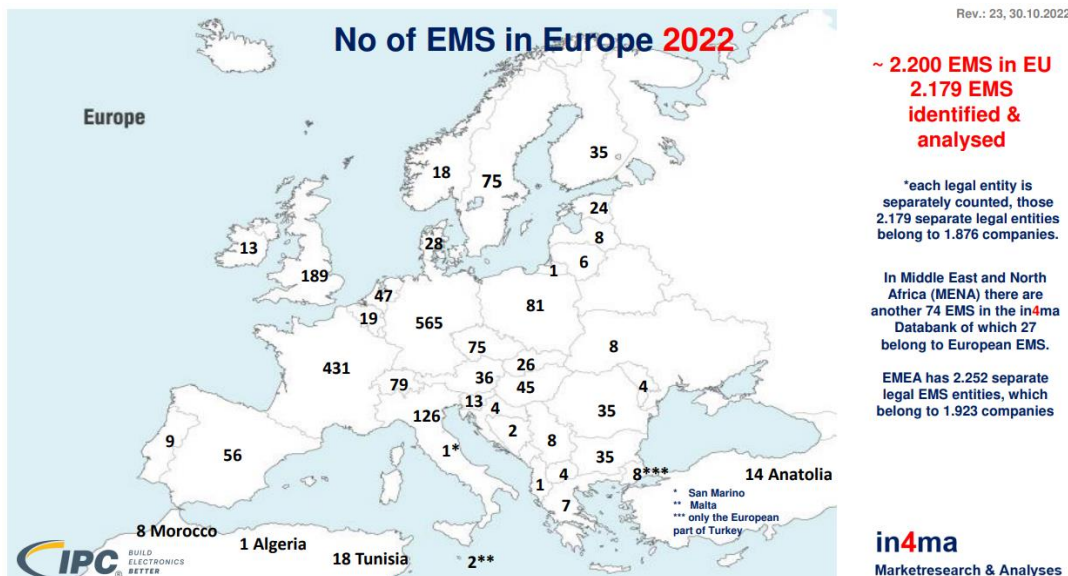 Rev.: 23, 30.10.2022
No of EMS in Europe 2022
Europe
~ 2.200 EMS in EU
2.179 EMS
identified &
analysed
*each legal entity is
separately counted, those
2.179 separate legal entities
belong to 1.876 companies.
In Middle East and North
Africa (MENA) there are
another 74 EMS in the in4ma
Databank of which 27
belong to European EMS.
EMEA has 2.252 separate
legal EMS entities, which
belong to 1.923 companies
35
18
75
24
8
28
13
6
1
189
47
81
19
565
75
8
26
431
36
79
45
4
13
4
126
35
2
8
1*
9
56
35
4
8***
14 Anatolia
1
7
* San Marino
** Malta
*** only the European
part of Turkey
8 Morocco
1 Algeria
18 Tunisia
2**
IPC®
BUILD
ELECTRONICS
BETTER
in4ma
Marketresearch & Analyses